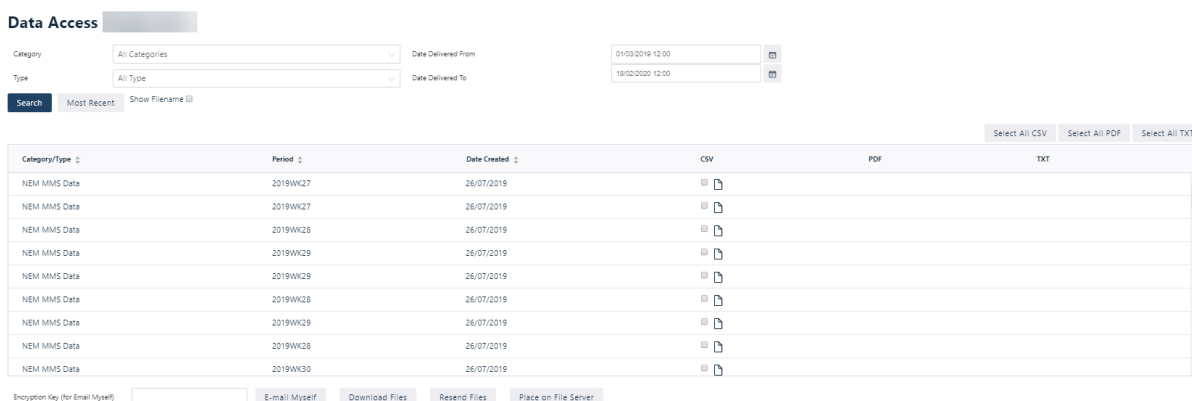 Data Access
Category All Categories Date Delivered From 01/03/2019 12:00
Type All Type Date Delivered To 18/02/2020 12:00
Search Most Recent Show Filename
Select All CSV Select All PDF Select All TXT
Category/Type Period Date Created CSV PDF TXT
NEM MMS Data 2019WK27 26/07/2019
NEM MMS Data 2019WK27 26/07/2019
NEM MMS Data 2019WK28 26/07/2019
NEM MMS Data 2019WK29 26/07/2019
NEM MMS Data 2019WK29 26/07/2019
NEM MMS Data 2019WK28 26/07/2019
NEM MMS Data 2019WK29 26/07/2019
NEM MMS Data 2019WK28 26/07/2019
NEM MMS Data 2019WK30 26/07/2019
Encryption Key (for Email Myself) E-mail Myself Download Files Resend Files Place on File Server